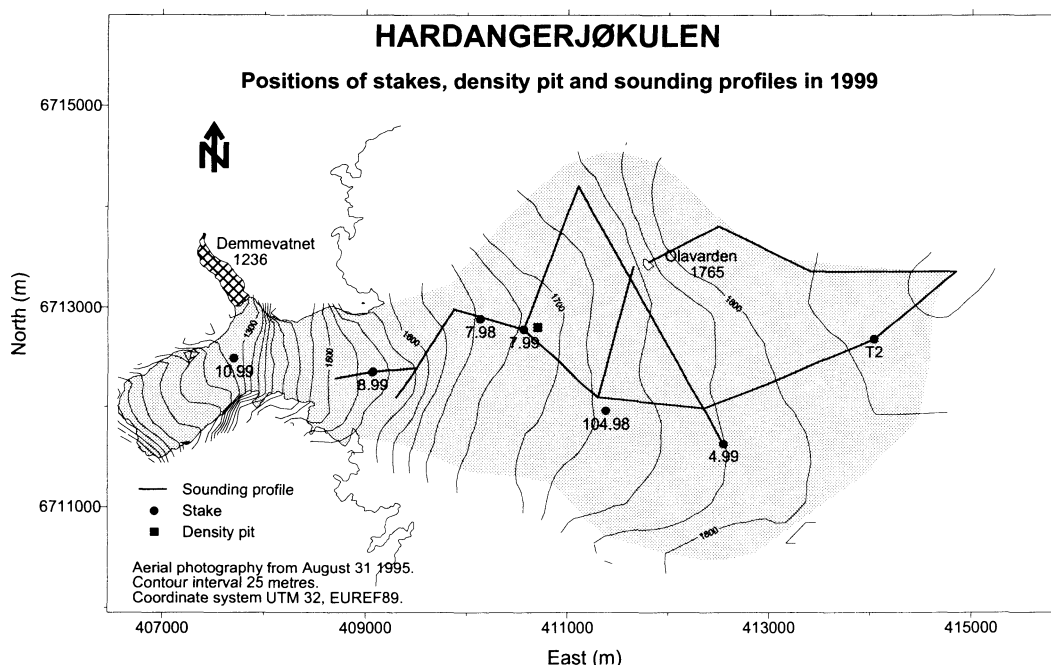 HARDANGERJØKULEN
Positions of stakes, density pit and sounding profiles in 1999
6715000
6713000
6711000
North (m)
N
Demmevatnet
1236
1300
10.99
1500
8.99
1600
7.98
7.99
1700
104.98
Olavarden
1765
1800
T2
4.99
1800
Sounding profile
Stake
Density pit
Aerial photography from August 31 1995.
Contour interval 25 metres.
Coordinate system UTM 32, EUREF89.
407000
409000
411000
413000
415000
East (m)